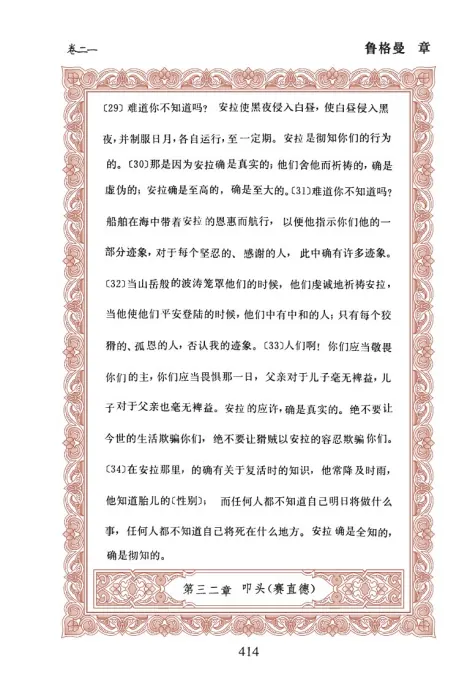 卷二一
鲁格曼 章
〔29〕难道你不知道吗? 安拉使黑夜侵入白昼,使白昼侵入黑
夜,并制服日月,各自运行,至一定期。安拉是彻知你们的行为
的。〔30〕那是因为安拉确是真实的;他们舍他而祈祷的,确是
虚伪的;安拉确是至高的,确是至大的。〔31〕难道你不知道吗?
船舶在海中带着安拉的恩惠而航行,以便他指示你们他的一
部分迹象,对于每个坚忍的、感谢的人,此中确有许多迹象。
〔32〕当山岳般的波涛笼罩他们的时候,他们虔诚地祈祷安拉,
当他使他们平安登陆的时候,他们中有中和的人;只有每个狡
猾的、孤恩的人,否认我的迹象。〔33〕人们啊! 你们应当敬畏
你们的主,你们应当畏惧那一日,父亲对于儿子毫无裨益,儿
子对于父亲也毫无裨益。安拉的应许,确是真实的。绝不要让
今世的生活欺骗你们,绝不要让猾贼以安拉的容忍欺骗你们。
〔34〕在安拉那里,的确有关于复活时的知识,他常降及时雨,
他知道胎儿的〔性别〕; 而任何人都不知道自己明日将做什么
事,任何人都不知道自己将死在什么地方。安拉确是全知的,
确是彻知的。
第三二章 叩头(赛直德)
414